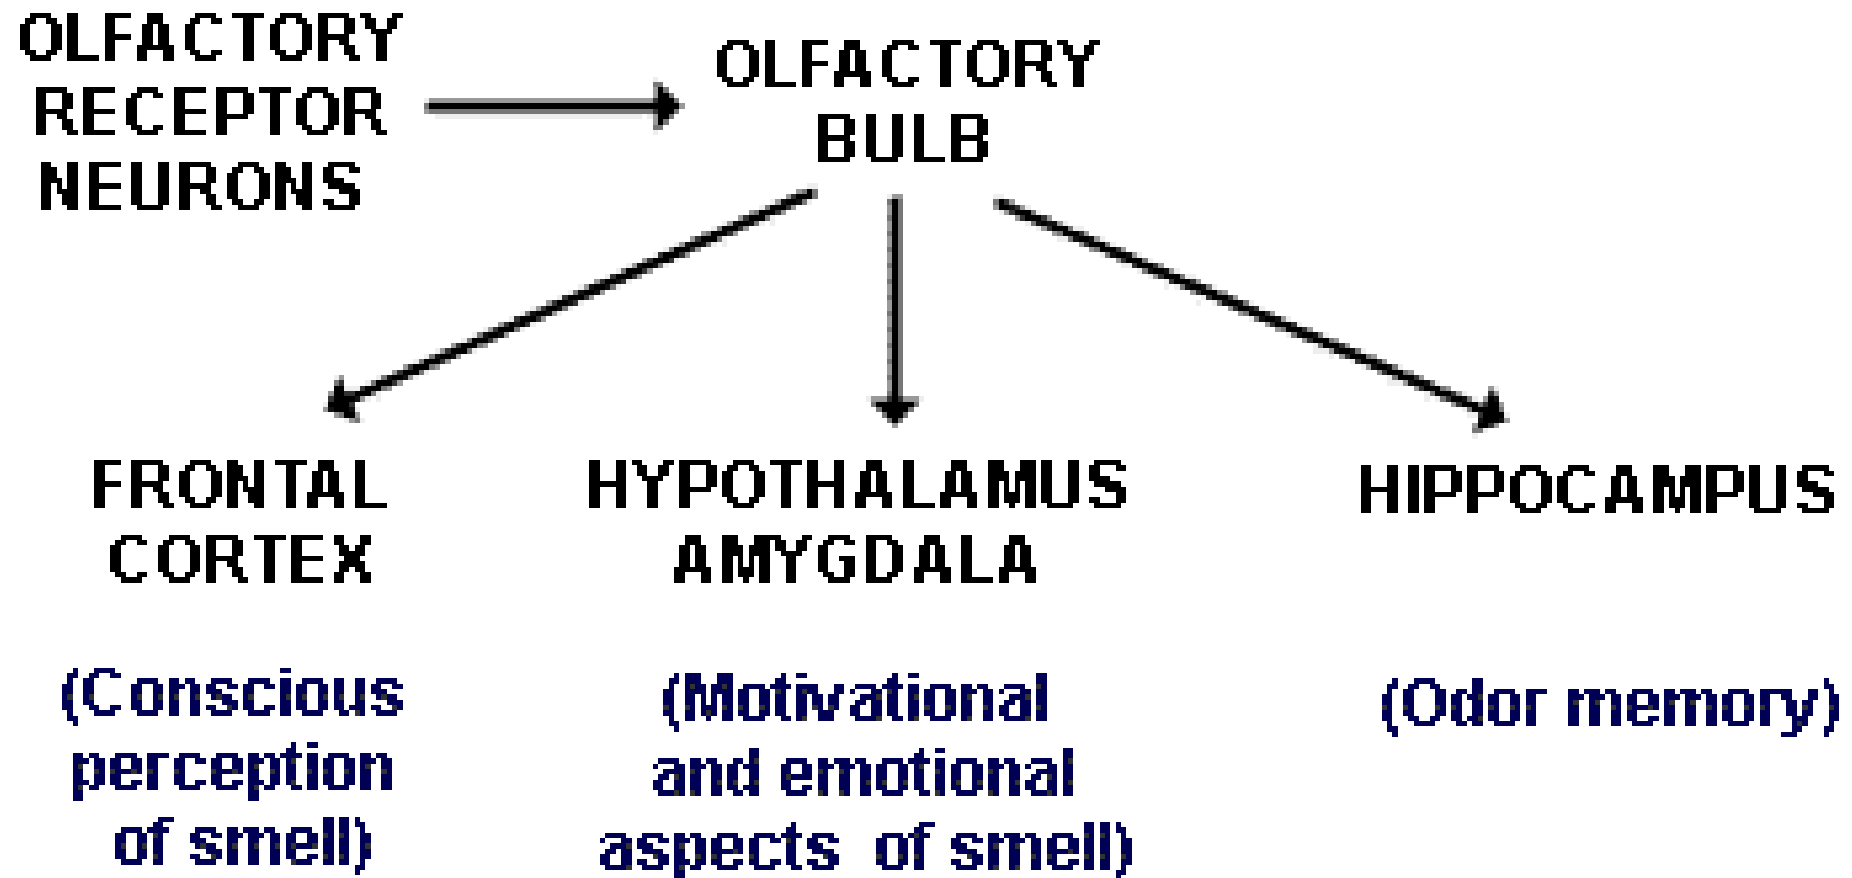 OLFACTORY
RECEPTOR
NEURONS
OLFACTORY
BULB
FRONTAL
CORTEX
(Conscious
perception
of smell)
HYPOTHALAMUS
AMYGDALA
(Motivational
and emotional
aspects of smell)
HIPPOCAMPUS
(Odor memory)